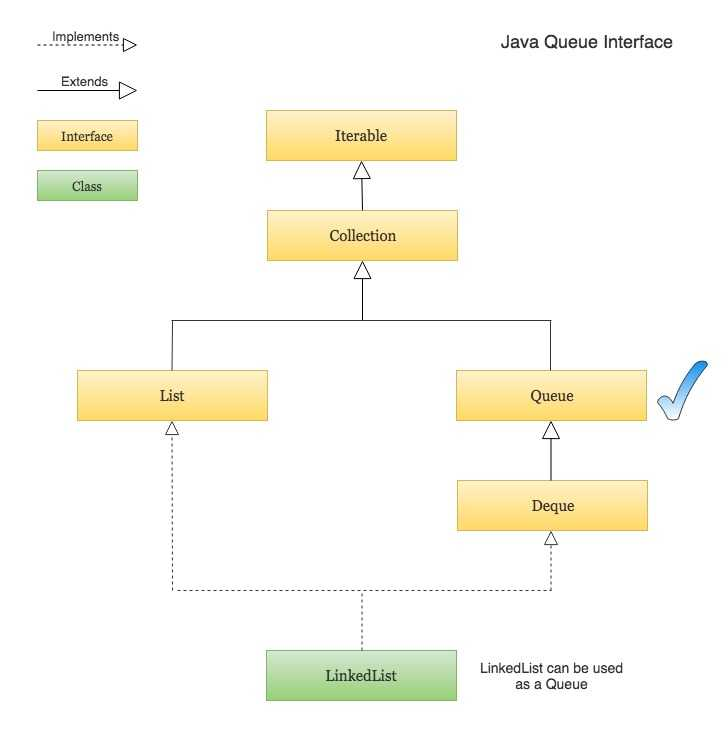 Implements
Java Queue Interface
Extends
Interface
Class
Iterable
Collection
List
Queue
Deque
LinkedList
LinkedList can be used
as a Queue